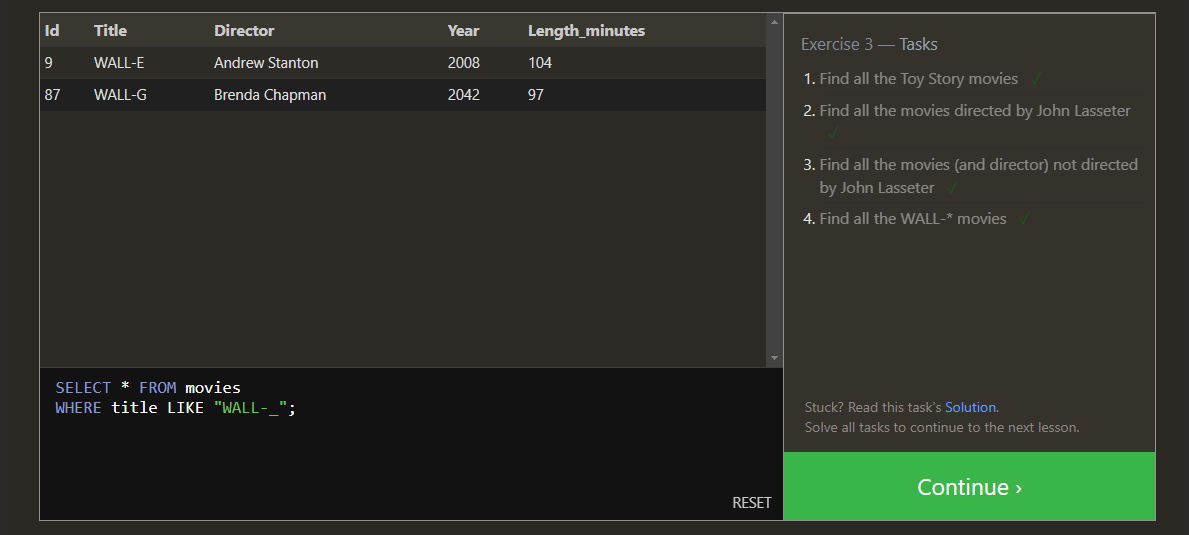 Id Title Director Year Length_minutes
9 WALL-E Andrew Stanton 2008 104
87 WALL-G Brenda Chapman 2042 97
SELECT * FROM movies
WHERE title LIKE "WALL-_";
RESET
Exercise 3 — Tasks
1. Find all the Toy Story movies ✓
2. Find all the movies directed by John Lasseter
✓
3. Find all the movies (and director) not directed
by John Lasseter ✓
4. Find all the WALL-* movies ✓
Stuck? Read this task's Solution.
Solve all tasks to continue to the next lesson.
Continue ›